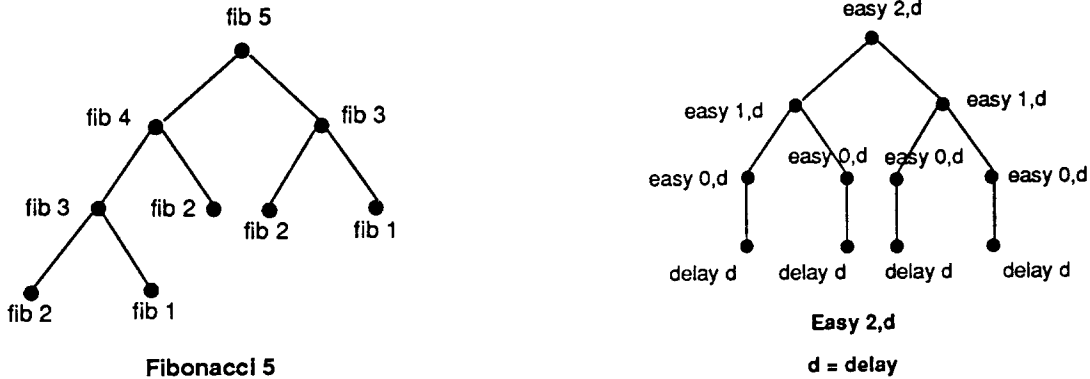 fib 5
fib 4
fib 3
fib 3
fib 2
fib 2
fib 1
fib 2
fib 1
Fibonacci 5
easy 2,d
easy 1,d
easy 1,d
easy 0,d
easy 0,d
easy 0,d
easy 0,d
delay d
delay d
delay d
delay d
Easy 2,d
d = delay